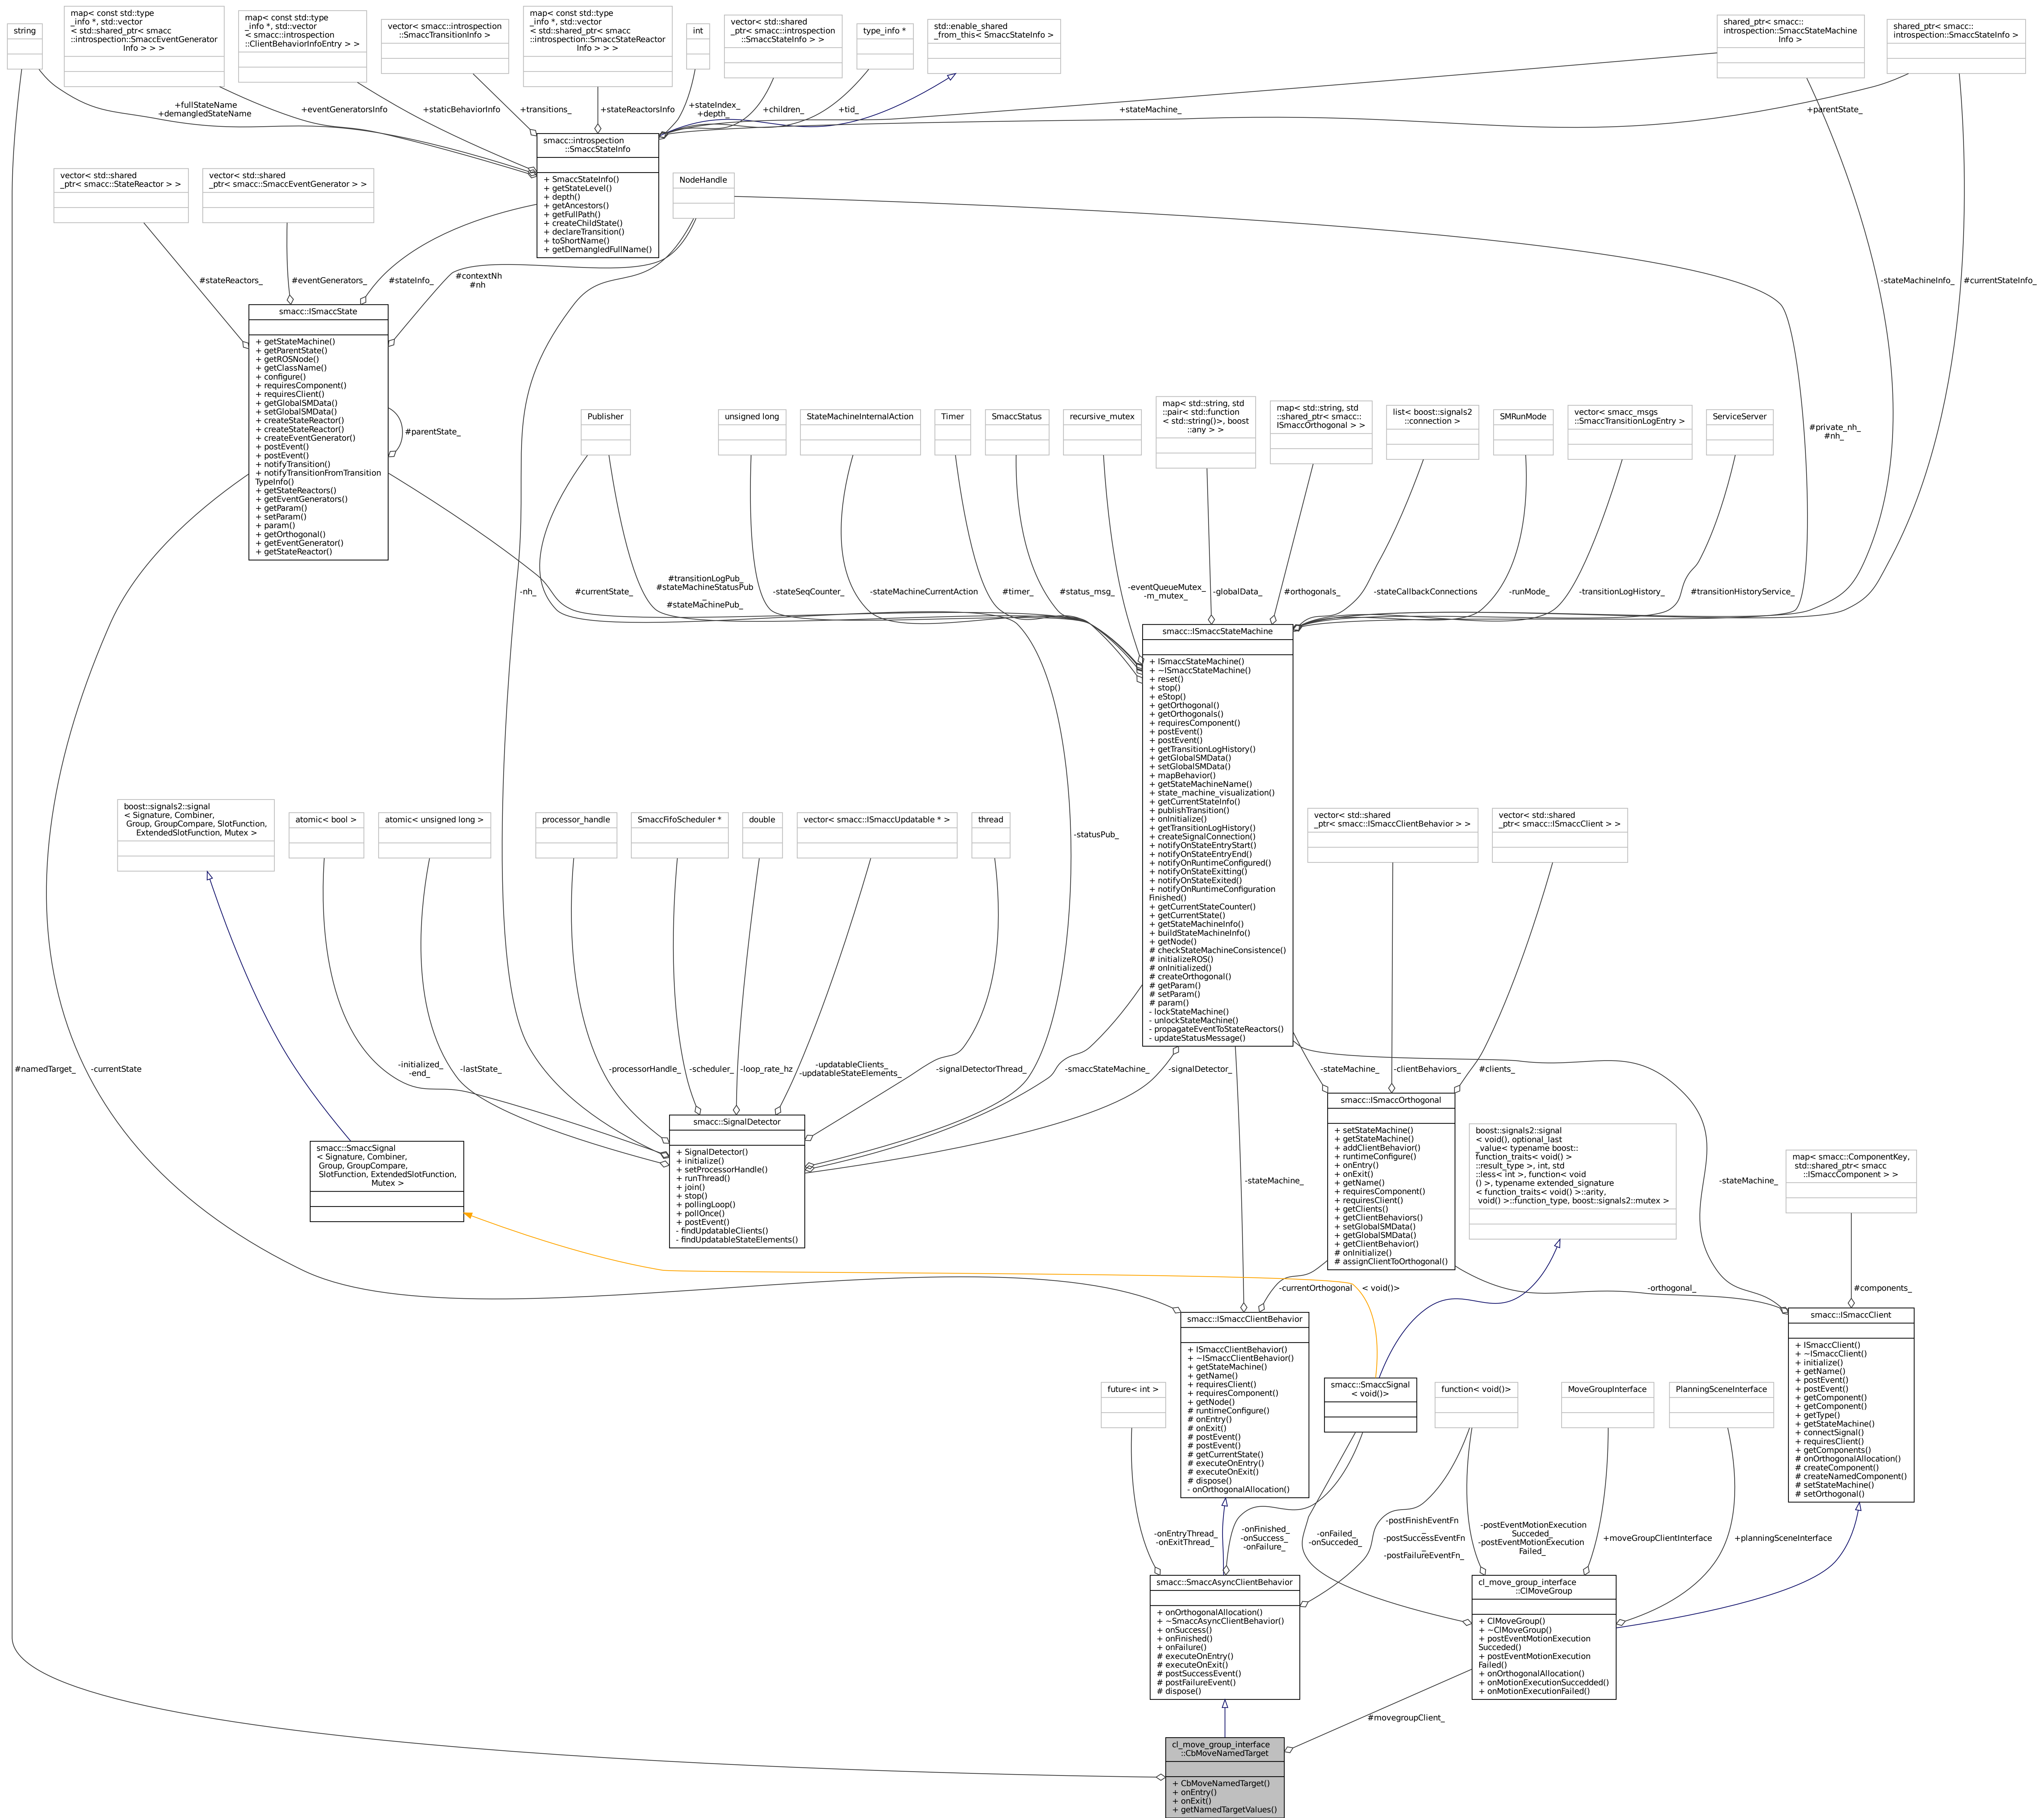 string
map< const std::type
_info *, std::vector
< std::shared_ptr< smacc
::introspection::SmaccEventGenerator
Info > > >
map< const std::type
_info *, std::vector
< smacc::introspection
::ClientBehaviorInfoEntry > >
vector< smacc::introspection
::SmaccTransitionInfo >
map< const std::type
_info *, std::vector
< std::shared_ptr< smacc
::introspection::SmaccStateReactor
Info > > >
int
vector< std::shared
_ptr< smacc::introspection
::SmaccStateInfo > >
type_info *
std::enable_shared
_from_this< SmaccStateInfo >
shared_ptr< smacc::
introspection::SmaccStateMachine
Info >
shared_ptr< smacc::
introspection::SmaccStateInfo >
+fullStateName
+demangledStateName
+eventGeneratorsInfo
+staticBehaviorInfo
+transitions_
+stateReactorsInfo
+stateIndex_
+depth_
+children_
+tid_
+stateMachine_
+parentState_
smacc::introspection
::SmaccStateInfo
+ SmaccStateInfo()
+ getStateLevel()
+ depth()
+ getAncestors()
+ getFullPath()
+ createChildState()
+ declareTransition()
+ toShortName()
+ getDemangledFullName()
vector< std::shared
_ptr< smacc::StateReactor > >
vector< std::shared
_ptr< smacc::SmaccEventGenerator > >
NodeHandle
#stateReactors_
#eventGenerators_
#stateInfo_
#contextNh
#nh
-stateMachineInfo_
#currentStateInfo_
smacc::ISmaccState
+ getStateMachine()
+ getParentState()
+ getROSNode()
+ getClassName()
+ configure()
+ requiresComponent()
+ requiresClient()
+ getGlobalSMData()
+ setGlobalSMData()
+ createStateReactor()
+ createStateReactor()
+ createEventGenerator()
+ postEvent()
+ postEvent()
+ notifyTransition()
+ notifyTransitionFromTransition
TypeInfo()
+ getStateReactors()
+ getEventGenerators()
+ getParam()
+ setParam()
+ param()
+ getOrthogonal()
+ getEventGenerator()
+ getStateReactor()
#parentState_
Publisher
unsigned long
StateMachineInternalAction
Timer
SmaccStatus
recursive_mutex
map< std::string, std
::pair< std::function
< std::string()>, boost
::any > >
map< std::string, std
::shared_ptr< smacc::
ISmaccOrthogonal > >
list< boost::signals2
::connection >
SMRunMode
vector< smacc_msgs
::SmaccTransitionLogEntry >
ServiceServer
#private_nh_
#nh_
-nh_
#currentState_
#transitionLogPub_
#stateMachineStatusPub
_
#stateMachinePub_
-stateSeqCounter_
-stateMachineCurrentAction
#timer_
#status_msg_
-eventQueueMutex_
-m_mutex_
-globalData_
#orthogonals_
-stateCallbackConnections
-runMode_
-transitionLogHistory_
#transitionHistoryService_
smacc::ISmaccStateMachine
+ ISmaccStateMachine()
+ ~ISmaccStateMachine()
+ reset()
+ stop()
+ eStop()
+ getOrthogonal()
+ getOrthogonals()
+ requiresComponent()
+ postEvent()
+ postEvent()
+ getTransitionLogHistory()
+ getGlobalSMData()
+ setGlobalSMData()
+ mapBehavior()
+ getStateMachineName()
+ state_machine_visualization()
+ getCurrentStateInfo()
+ publishTransition()
+ onInitialize()
+ getTransitionLogHistory()
+ createSignalConnection()
+ notifyOnStateEntryStart()
+ notifyOnStateEntryEnd()
+ notifyOnRuntimeConfigured()
+ notifyOnStateExitting()
+ notifyOnStateExited()
+ notifyOnRuntimeConfiguration
Finished()
+ getCurrentStateCounter()
+ getCurrentState()
+ getStateMachineInfo()
+ buildStateMachineInfo()
+ getNode()
# checkStateMachineConsistence()
# initializeROS()
# onInitialized()
# createOrthogonal()
# getParam()
# setParam()
# param()
- lockStateMachine()
- unlockStateMachine()
- propagateEventToStateReactors()
- updateStatusMessage()
boost::signals2::signal
< Signature, Combiner,
Group, GroupCompare, SlotFunction,
ExtendedSlotFunction, Mutex >
atomic< bool >
atomic< unsigned long >
processor_handle
SmaccFifoScheduler *
double
vector< smacc::ISmaccUpdatable * >
thread
-statusPub_
vector< std::shared
_ptr< smacc::ISmaccClientBehavior > >
vector< std::shared
_ptr< smacc::ISmaccClient > >
#namedTarget_
-currentState
-initialized_
-end_
-lastState_
-processorHandle_
-scheduler_
-loop_rate_hz
-updatableClients_
-updatableStateElements_
-signalDetectorThread_
-smaccStateMachine_
-signalDetector_
-stateMachine_
-clientBehaviors_
#clients_
smacc::SignalDetector
+ SignalDetector()
+ initialize()
+ setProcessorHandle()
+ runThread()
+ join()
+ stop()
+ pollingLoop()
+ pollOnce()
+ postEvent()
- findUpdatableClients()
- findUpdatableStateElements()
smacc::SmaccSignal
< Signature, Combiner,
Group, GroupCompare,
SlotFunction, ExtendedSlotFunction,
Mutex >
smacc::ISmaccOrthogonal
+ setStateMachine()
+ getStateMachine()
+ addClientBehavior()
+ runtimeConfigure()
+ onEntry()
+ onExit()
+ getName()
+ requiresComponent()
+ requiresClient()
+ getClients()
+ getClientBehaviors()
+ setGlobalSMData()
+ getGlobalSMData()
+ getClientBehavior()
# onInitialize()
# assignClientToOrthogonal()
boost::signals2::signal
< void(), optional_last
_value< typename boost::
function_traits< void() >
::result_type >, int, std
::less< int >, function< void
() >, typename extended_signature
< function_traits< void() >::arity,
void() >::function_type, boost::signals2::mutex >
map< smacc::ComponentKey,
std::shared_ptr< smacc
::ISmaccComponent > >
-stateMachine_
-stateMachine_
-currentOrthogonal
< void()>
-orthogonal_
#components_
smacc::ISmaccClientBehavior
+ ISmaccClientBehavior()
+ ~ISmaccClientBehavior()
+ getStateMachine()
+ getName()
+ requiresClient()
+ requiresComponent()
+ getNode()
# runtimeConfigure()
# onEntry()
# onExit()
# postEvent()
# postEvent()
# getCurrentState()
# executeOnEntry()
# executeOnExit()
# dispose()
- onOrthogonalAllocation()
smacc::ISmaccClient
+ ISmaccClient()
+ ~ISmaccClient()
+ initialize()
+ getName()
+ postEvent()
+ postEvent()
+ getComponent()
+ getComponent()
+ getType()
+ getStateMachine()
+ connectSignal()
+ requiresClient()
+ getComponents()
# onOrthogonalAllocation()
# createComponent()
# createNamedComponent()
# setStateMachine()
# setOrthogonal()
future< int >
smacc::SmaccSignal
< void()>
function< void()>
MoveGroupInterface
PlanningSceneInterface
-onEntryThread_
-onExitThread_
-onFinished_
-onSuccess_
-onFailure_
-onFailed_
-onSucceded_
-postFinishEventFn
_
-postSuccessEventFn
_
-postFailureEventFn_
-postEventMotionExecution
Succeded_
-postEventMotionExecution
Failed_
+moveGroupClientInterface
+planningSceneInterface
smacc::SmaccAsyncClientBehavior
+ onOrthogonalAllocation()
+ ~SmaccAsyncClientBehavior()
+ onSuccess()
+ onFinished()
+ onFailure()
# executeOnEntry()
# executeOnExit()
# postSuccessEvent()
# postFailureEvent()
# dispose()
cl_move_group_interface
::ClMoveGroup
+ ClMoveGroup()
+ ~ClMoveGroup()
+ postEventMotionExecution
Succeded()
+ postEventMotionExecution
Failed()
+ onOrthogonalAllocation()
+ onMotionExecutionSuccedded()
+ onMotionExecutionFailed()
#movegroupClient_
cl_move_group_interface
::CbMoveNamedTarget
+ CbMoveNamedTarget()
+ onEntry()
+ onExit()
+ getNamedTargetValues()